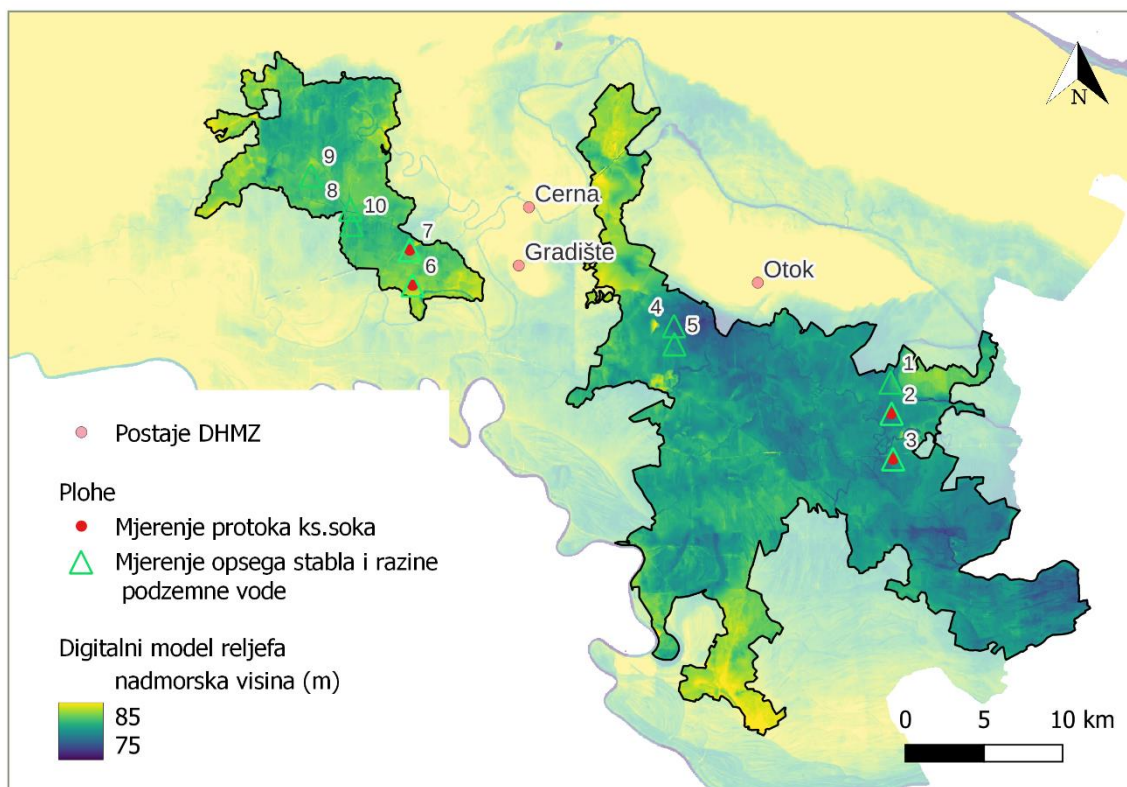 N
9
8
10
7
6
Cerna
Gradište
Otok
4
5
1
2
3
Postaje DHMZ
Plohe
Mjerenje protoka ks.soka
Mjerenje opsega stabla i razine
podzemne vode
Digitalni model reljefa
nadmorska visina (m)
85
75
0 5 10 km